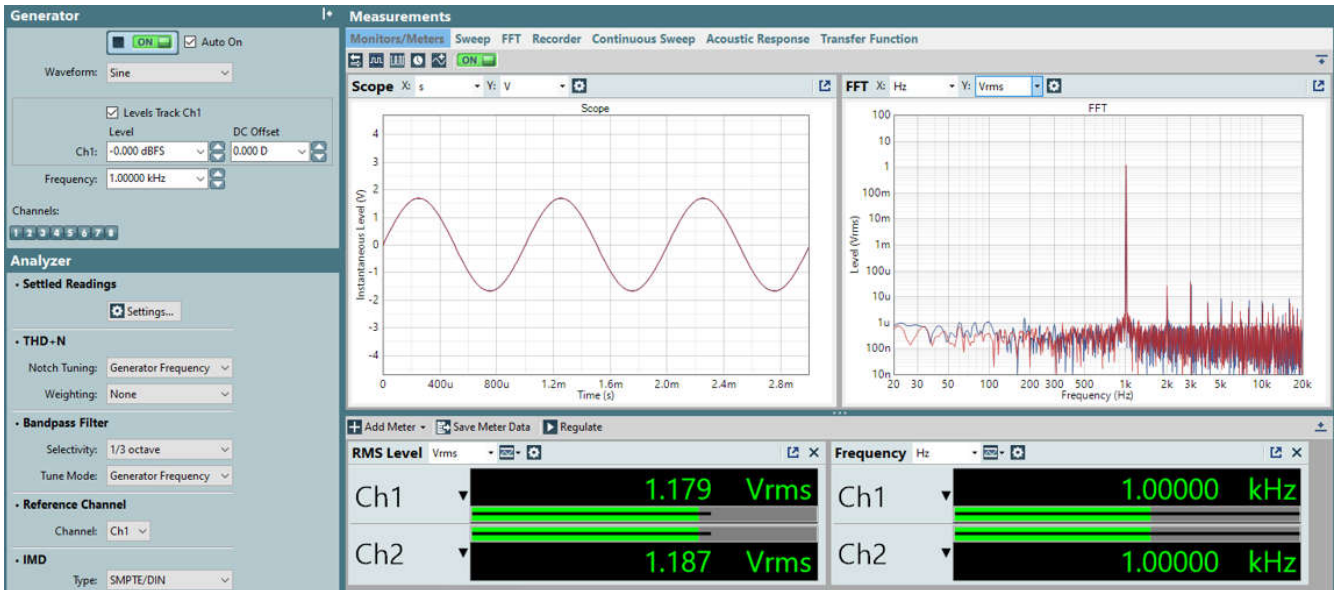 Generator
ON Auto On
Waveform: Sine
Levels Track Ch1
Level DC Offset
Ch1: -0.000 dBFS 0.000 D
Frequency: 1.00000 kHz
Channels:
1 2 3 4 5 6 7 8
Analyzer
Settled Readings
Settings...
THD+N
Notch Tuning: Generator Frequency
Weighting: None
Bandpass Filter
Selectivity: 1/3 octave
Tune Mode: Generator Frequency
Reference Channel
Channel: Ch1
IMD
Type: SMPTE/DIN
Measurements
Monitors/Meters Sweep FFT Recorder Continuous Sweep Acoustic Response Transfer Function
ON
Scope X: s Y: V
Scope
Instantaneous Level (V)
4
3
2
1
0
-1
-2
-3
-4
0 400u 800u 1.2m 1.6m 2.0m 2.4m 2.8m
Time (s)
FFT X: Hz Y: Vrms
FFT
Level (Vrms)
100
10
1
100m
10m
1m
100u
10u
1u
100n
10n
20 30 50 100 200 300 500 1k 2k 3k 5k 10k 20k
Frequency (Hz)
Add Meter Save Meter Data Regulate
RMS Level Vrms
Ch1 1.179 Vrms
Ch2 1.187 Vrms
Frequency Hz
Ch1 1.00000 kHz
Ch2 1.00000 kHz